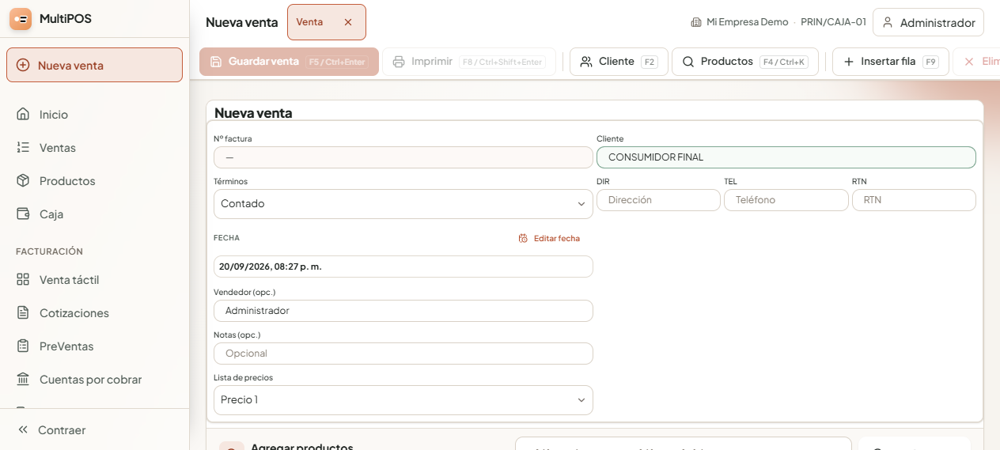 MultiPOS
Nueva venta
Inicio
Ventas
Productos
Caja
FACTURACIÓN
Venta táctil
Cotizaciones
PreVentas
Cuentas por cobrar
Contraer
Nueva venta
Venta
Mi Empresa Demo · PRIN/CAJA-01
Administrador
Guardar venta F5 / Ctrl+Enter
Imprimir F8 / Ctrl+Shift+Enter
Cliente F2
Productos F4 / Ctrl+K
Insertar fila F9
Elim
Nueva venta
Nº factura
—
Cliente
CONSUMIDOR FINAL
Términos
Contado
DIR
Dirección
TEL
Teléfono
RTN
RTN
FECHA
Editar fecha
20/09/2026, 08:27 p. m.
Vendedor (opc.)
Administrador
Notas (opc.)
Opcional
Lista de precios
Precio 1
Agregar productos